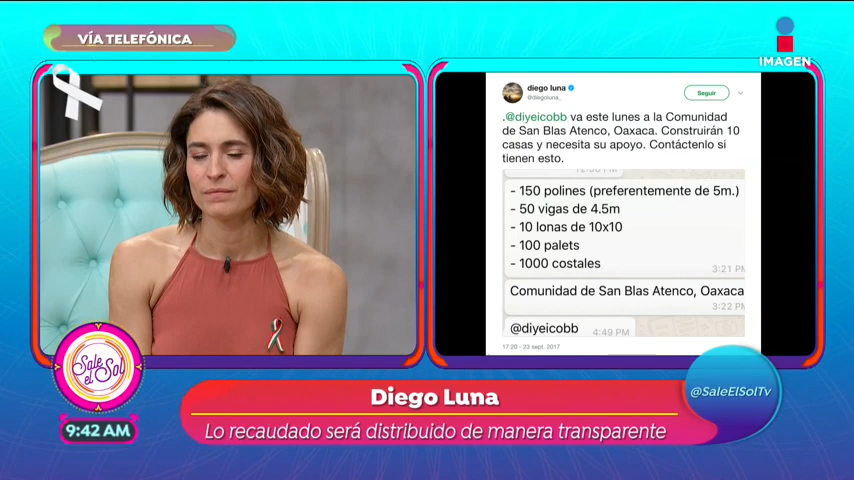 VÍA TELEFÓNICA
IMAGEN
diego luna
@diegoluna_
Seguir
.@diyeicobb va este lunes a la Comunidad
de San Blas Atenco, Oaxaca. Construirán 10
casas y necesita su apoyo. Contáctenlo si
tienen esto.
- 150 polines (preferentemente de 5m.)
- 50 vigas de 4.5m
- 10 lonas de 10x10
- 100 palets
- 1000 costales
3:21 PM
Comunidad de San Blas Atenco, Oaxaca
3:22 PM
@diyeicobb
4:49 PM
17:20 - 23 sept. 2017
Sale el Sol
9:42 AM
Diego Luna
Lo recaudado será distribuido de manera transparente
@SaleElSolTv